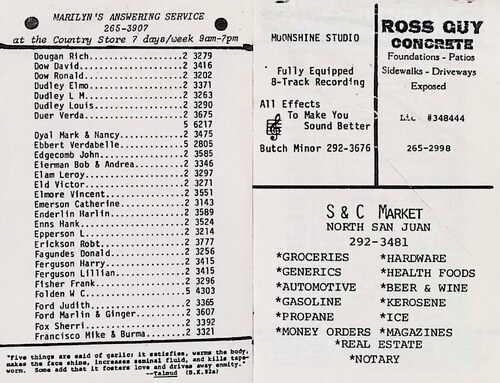 MARILYN'S ANSWERING SERVICE
265-3907
at the Country Store 7 days/week 9am-7pm
Dougan Rich..................2 3279
Dow David....................2 3416
Dow Ronald...................2 3202
Dudley Elmo..................2 3371
Dudley L M...................2 3263
Dudley Louis.................2 3290
Duer Verda...................2 3675
5 6217
Dyal Mark & Nancy............2 3475
Ebbert Verdabelle............5 2805
Edgecomb John................2 3585
Eierman Bob & Andrea.........2 3346
Elam Leroy...................2 3297
Eld Victor...................2 3271
Elmore Vincent...............2 3551
Emerson Catherine............2 3143
Enderlin Harlin..............2 3589
Enns Hank....................2 3524
Epperson L...................2 3214
Erickson Robt................2 3777
Fagundes Donald..............2 3256
Ferguson Harry...............2 3415
Ferguson Lillian.............2 3415
Fisher Frank.................2 3296
Folden W C...................5 4303
Ford Judith..................2 3365
Ford Marlin & Ginger.........2 3607
Fox Sherri...................2 3392
Francisco Mike & Burma.......2 3321
"Five things are said of garlic: it satisfies, warms the body,
makes the face shine, increases seminal fluid, and kills tape-
worms. Some add that it fosters love and drives away enmity."
--Talmud (B.K.82a)
MUONSHINE STUDIO
Fully Equipped
8-Track Recording
All Effects
To Make You
Sound Better
Butch Minor 292-3676
ROSS GUY
CONCRETE
Foundations - Patios
Sidewalks - Driveways
Exposed
Lic. #348444
265-2998
S & C MARKET
NORTH SAN JUAN
292-3481
*GROCERIES *HARDWARE
*GENERICS *HEALTH FOODS
*AUTOMOTIVE *BEER & WINE
*GASOLINE *KEROSENE
*PROPANE *ICE
*MONEY ORDERS *MAGAZINES
*REAL ESTATE
*NOTARY